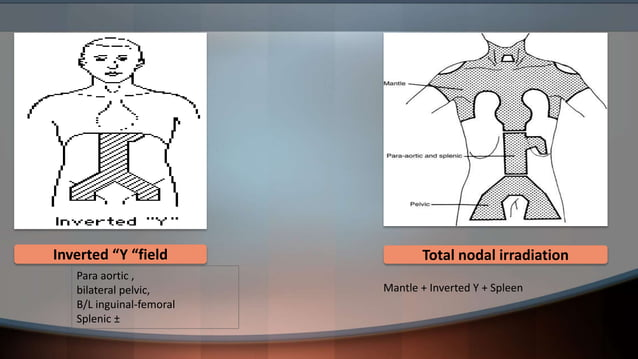 Inverted "Y"
Mantle
Para-aortic and splenic
Pelvic
Inverted “Y “field
Total nodal irradiation
Para aortic ,
bilateral pelvic,
B/L inguinal-femoral
Splenic ±
Mantle + Inverted Y + Spleen